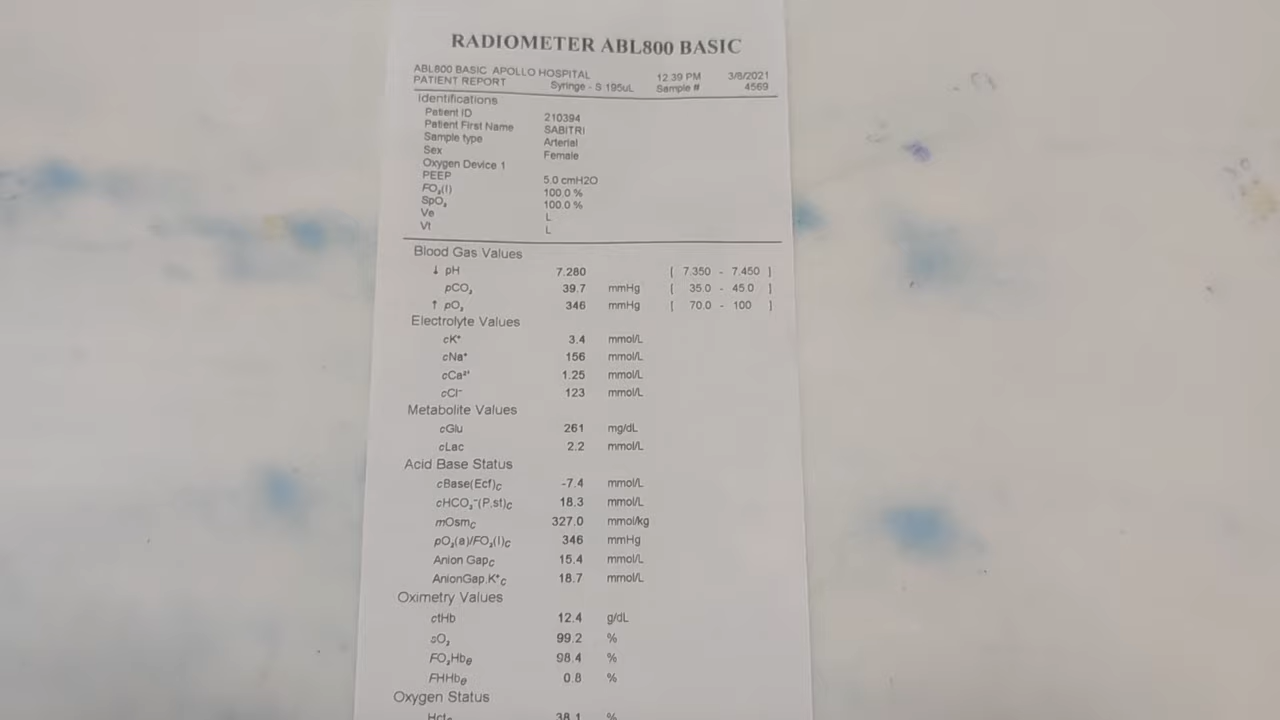 RADIOMETER ABL800 BASIC
ABL800 BASIC APOLLO HOSPITAL 12:39 PM 3/8/2021
PATIENT REPORT Syringe - S 195uL Sample # 4569
Identifications
Patient ID 210394
Patient First Name SABITRI
Sample type Arterial
Sex Female
Oxygen Device 1
PEEP 5.0 cmH2O
FO₂(I) 100.0 %
SpO₂ 100.0 %
Ve L
Vt L
Blood Gas Values
↓ pH 7.280 [ 7.350 - 7.450 ]
pCO₂ 39.7 mmHg [ 35.0 - 45.0 ]
↑ pO₂ 346 mmHg [ 70.0 - 100 ]
Electrolyte Values
cK⁺ 3.4 mmol/L
cNa⁺ 156 mmol/L
cCa²⁺ 1.25 mmol/L
cCl⁻ 123 mmol/L
Metabolite Values
cGlu 261 mg/dL
cLac 2.2 mmol/L
Acid Base Status
cBase(Ecf)c -7.4 mmol/L
cHCO₃⁻(P,st)c 18.3 mmol/L
mOsmc 327.0 mmol/kg
pO₂(a)/FO₂(I)c 346 mmHg
Anion Gapc 15.4 mmol/L
AnionGap,K⁺c 18.7 mmol/L
Oximetry Values
ctHb 12.4 g/dL
sO₂ 99.2 %
FO₂Hbe 98.4 %
FHHbe 0.8 %
Oxygen Status
Hctc 38.1 %